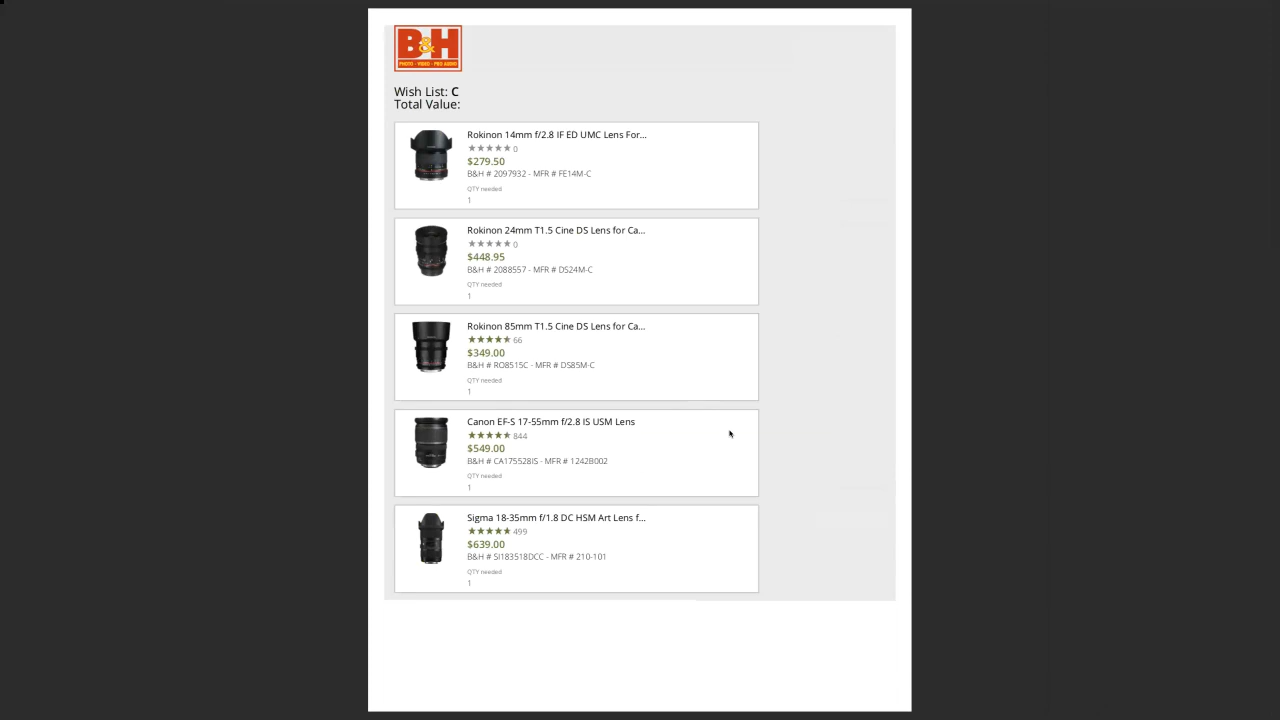 B&H
PHOTO - VIDEO - PRO AUDIO
Wish List: C
Total Value:
Rokinon 14mm f/2.8 IF ED UMC Lens For...
0
$279.50
B&H # 2097932 - MFR # FE14M-C
QTY needed
1
Rokinon 24mm T1.5 Cine DS Lens for Ca...
0
$448.95
B&H # 2088557 - MFR # DS24M-C
QTY needed
1
Rokinon 85mm T1.5 Cine DS Lens for Ca...
66
$349.00
B&H # RO8515C - MFR # DS85M-C
QTY needed
1
Canon EF-S 17-55mm f/2.8 IS USM Lens
844
$549.00
B&H # CA175528IS - MFR # 1242B002
QTY needed
1
Sigma 18-35mm f/1.8 DC HSM Art Lens f...
499
$639.00
B&H # SI183518DCC - MFR # 210-101
QTY needed
1